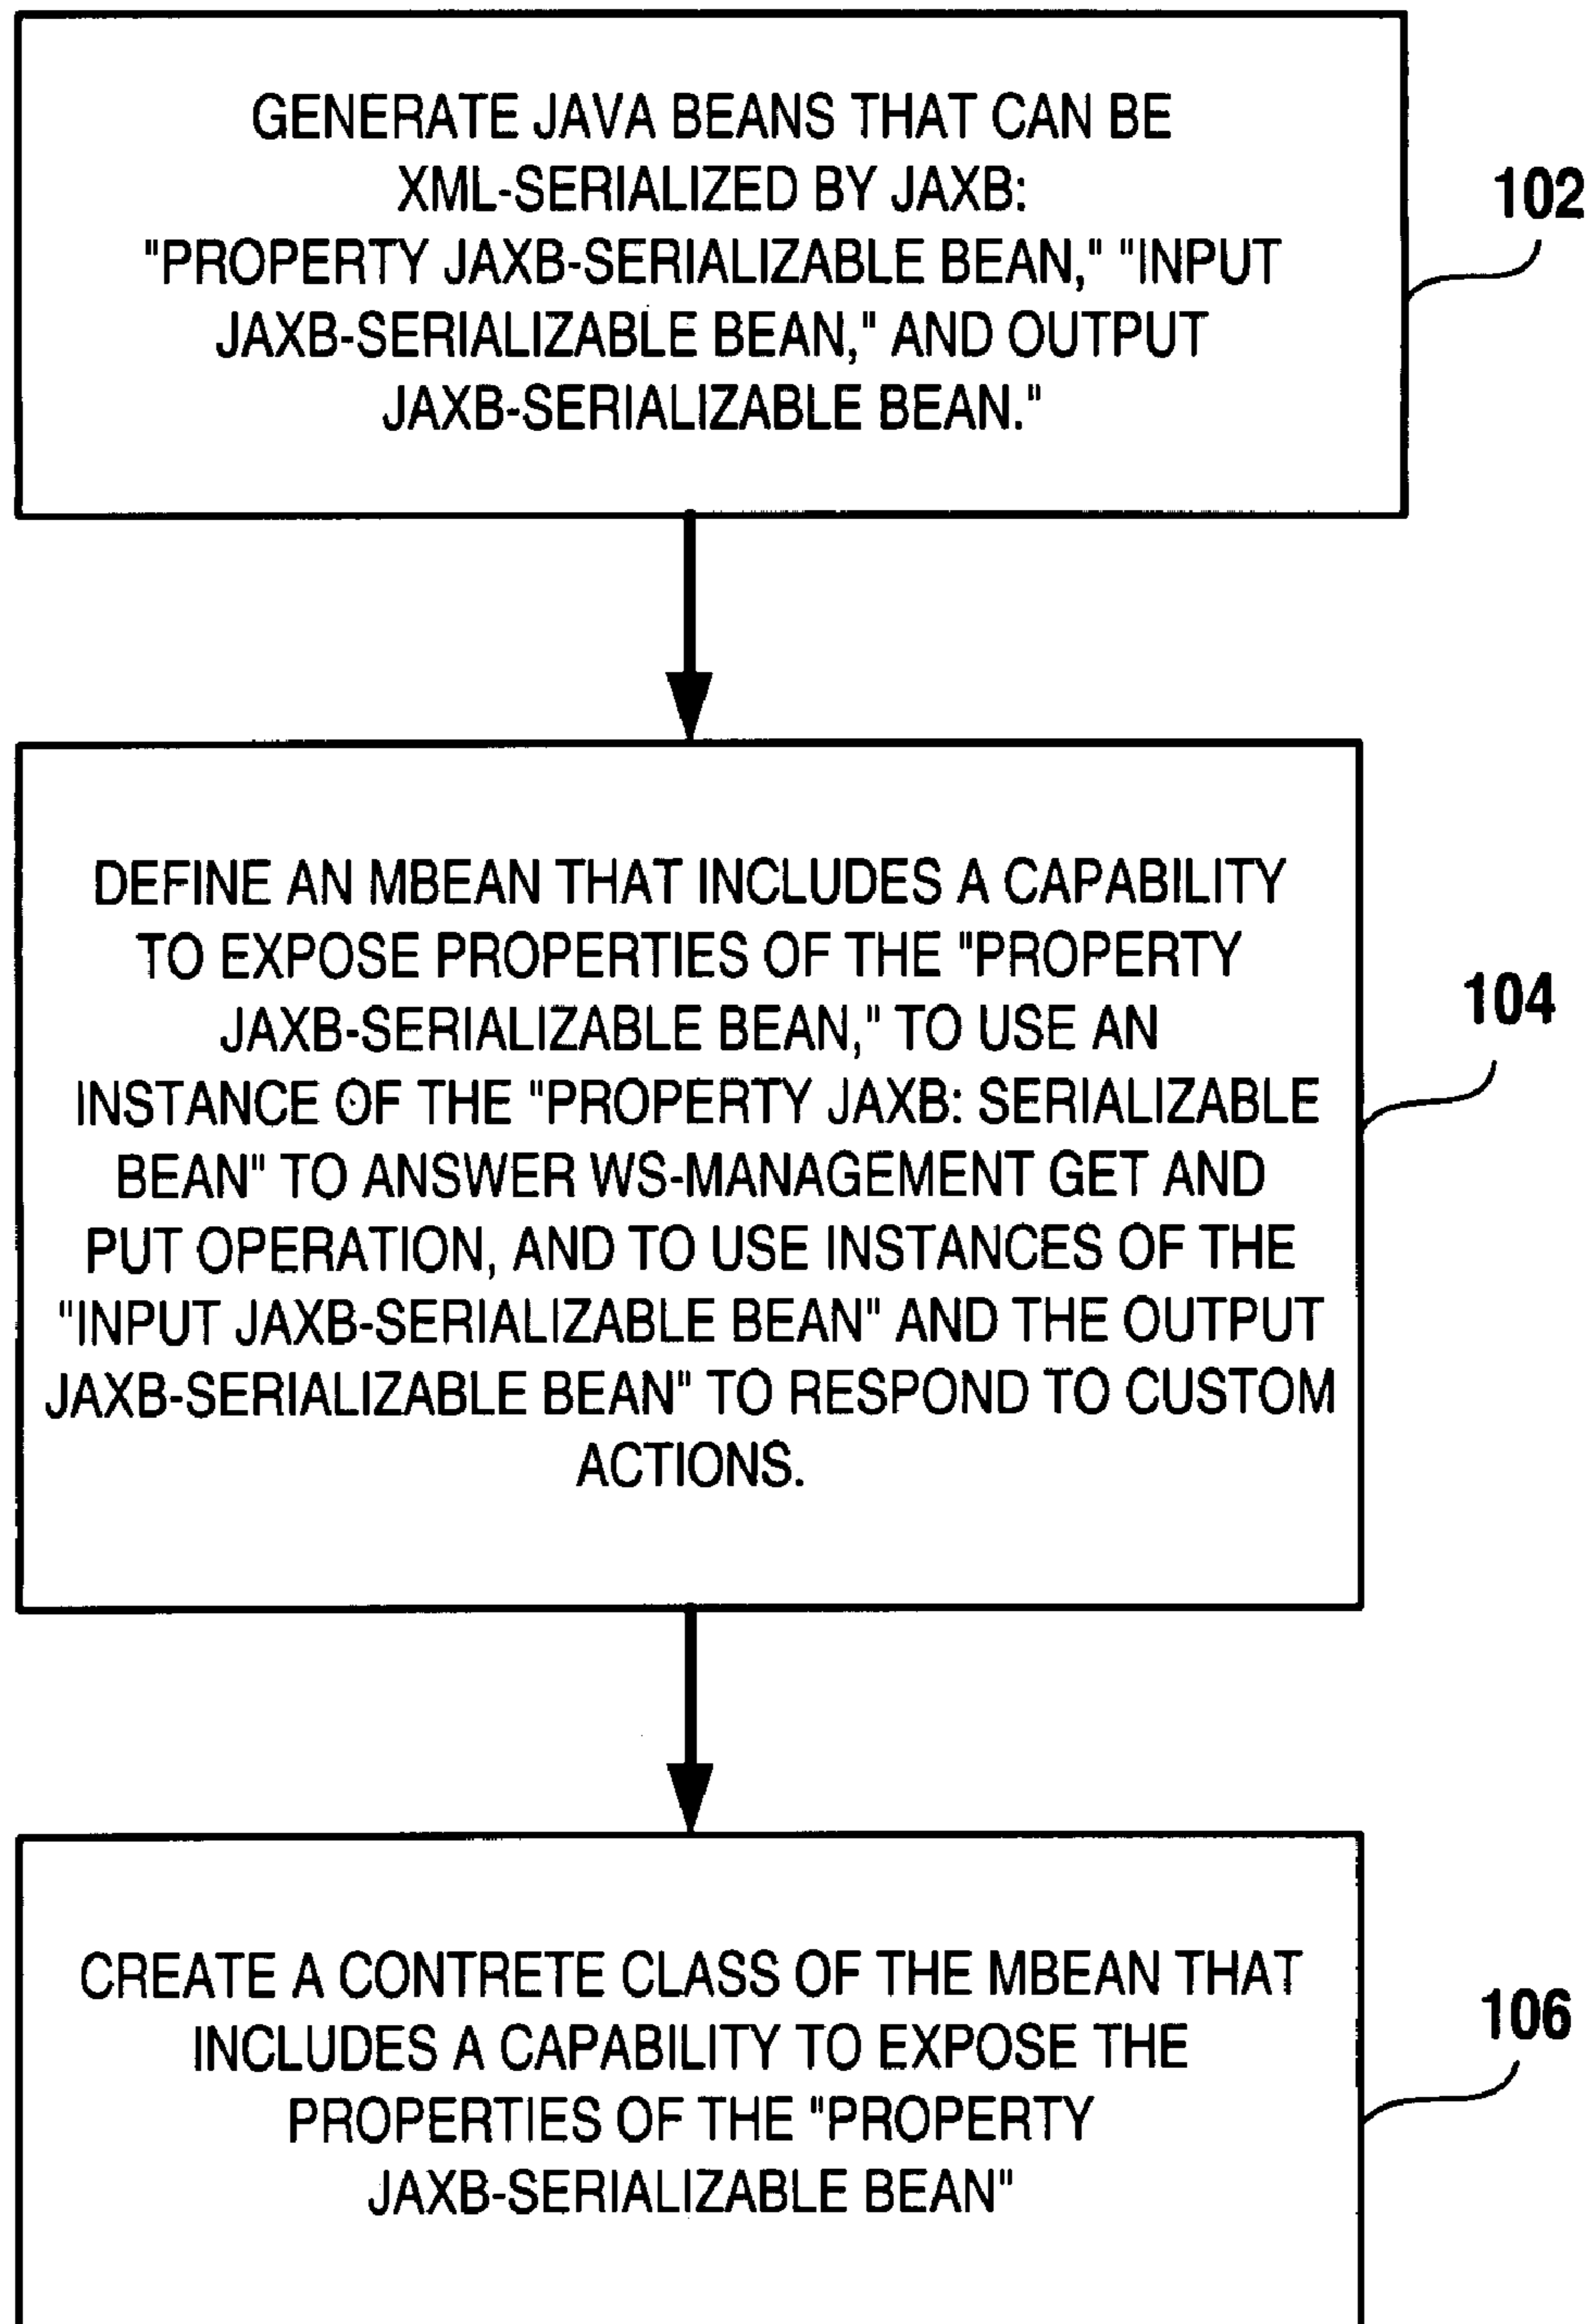 GENERATE JAVA BEANS THAT CAN BE
XML-SERIALIZED BY JAXB:
"PROPERTY JAXB-SERIALIZABLE BEAN," "INPUT
JAXB-SERIALIZABLE BEAN," AND OUTPUT
JAXB-SERIALIZABLE BEAN."
102
DEFINE AN MBEAN THAT INCLUDES A CAPABILITY
TO EXPOSE PROPERTIES OF THE "PROPERTY
JAXB-SERIALIZABLE BEAN," TO USE AN
INSTANCE OF THE "PROPERTY JAXB: SERIALIZABLE
BEAN" TO ANSWER WS-MANAGEMENT GET AND
PUT OPERATION, AND TO USE INSTANCES OF THE
"INPUT JAXB-SERIALIZABLE BEAN" AND THE OUTPUT
JAXB-SERIALIZABLE BEAN" TO RESPOND TO CUSTOM
ACTIONS.
104
CREATE A CONTRETE CLASS OF THE MBEAN THAT
INCLUDES A CAPABILITY TO EXPOSE THE
PROPERTIES OF THE "PROPERTY
JAXB-SERIALIZABLE BEAN"
106